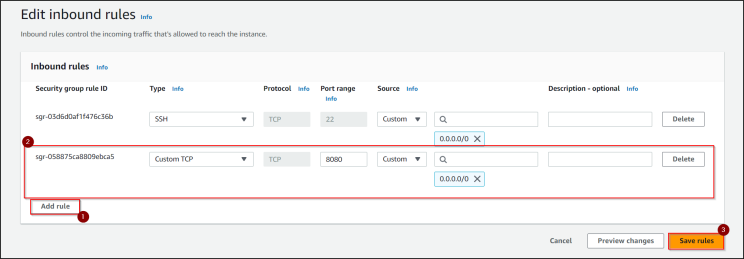 Edit inbound rules Info
Inbound rules control the incoming traffic that's allowed to reach the instance.
Inbound rules Info
Security group rule ID Type Info Protocol Info Port range Info Source Info Description - optional Info
sgr-03d6d0af1f476c36b SSH TCP 22 Custom Delete
0.0.0.0/0
2
sgr-058875ca8809ebca5 Custom TCP TCP 8080 Custom Delete
0.0.0.0/0
Add rule
1
3
Cancel Preview changes Save rules